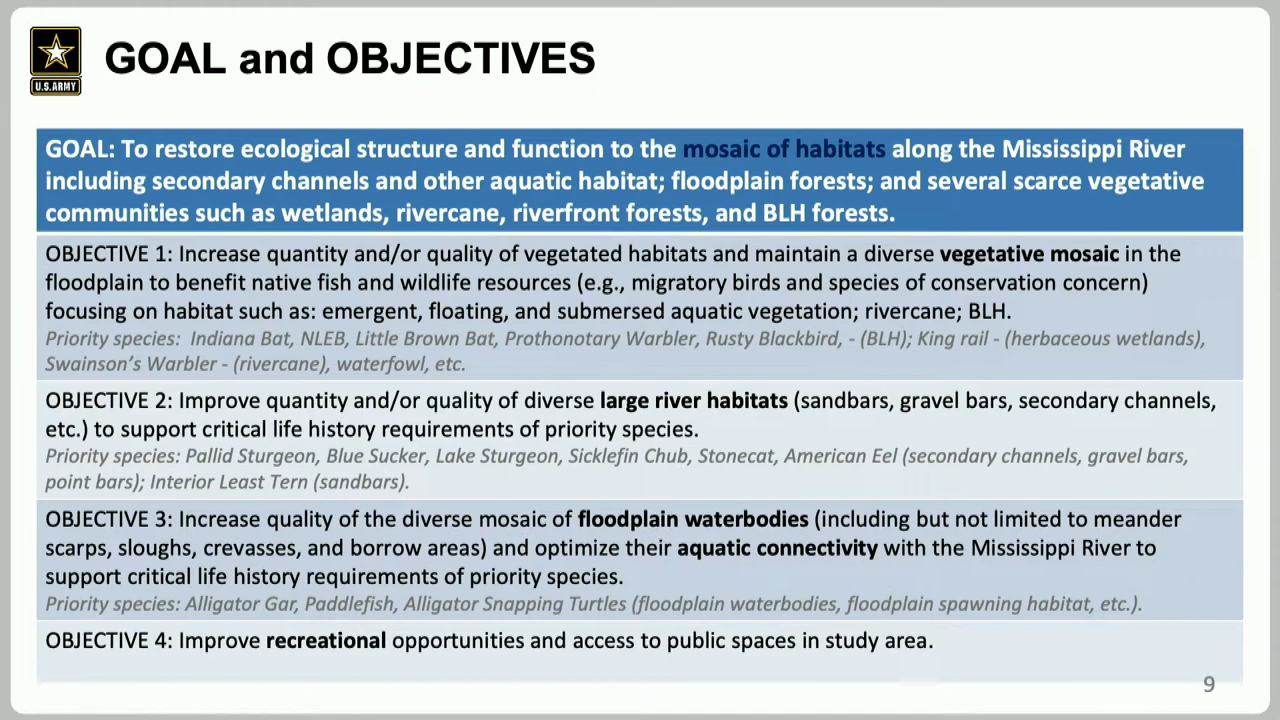 U.S.ARMY
GOAL and OBJECTIVES
GOAL: To restore ecological structure and function to the mosaic of habitats along the Mississippi River
including secondary channels and other aquatic habitat; floodplain forests; and several scarce vegetative
communities such as wetlands, rivercane, riverfront forests, and BLH forests.
OBJECTIVE 1: Increase quantity and/or quality of vegetated habitats and maintain a diverse vegetative mosaic in the
floodplain to benefit native fish and wildlife resources (e.g., migratory birds and species of conservation concern)
focusing on habitat such as: emergent, floating, and submersed aquatic vegetation; rivercane; BLH.
Priority species: Indiana Bat, NLEB, Little Brown Bat, Prothonotary Warbler, Rusty Blackbird, - (BLH); King rail - (herbaceous wetlands),
Swainson's Warbler - (rivercane), waterfowl, etc.
OBJECTIVE 2: Improve quantity and/or quality of diverse large river habitats (sandbars, gravel bars, secondary channels,
etc.) to support critical life history requirements of priority species.
Priority species: Pallid Sturgeon, Blue Sucker, Lake Sturgeon, Sicklefin Chub, Stonecat, American Eel (secondary channels, gravel bars,
point bars); Interior Least Tern (sandbars).
OBJECTIVE 3: Increase quality of the diverse mosaic of floodplain waterbodies (including but not limited to meander
scarps, sloughs, crevasses, and borrow areas) and optimize their aquatic connectivity with the Mississippi River to
support critical life history requirements of priority species.
Priority species: Alligator Gar, Paddlefish, Alligator Snapping Turtles (floodplain waterbodies, floodplain spawning habitat, etc.).
OBJECTIVE 4: Improve recreational opportunities and access to public spaces in study area.
9